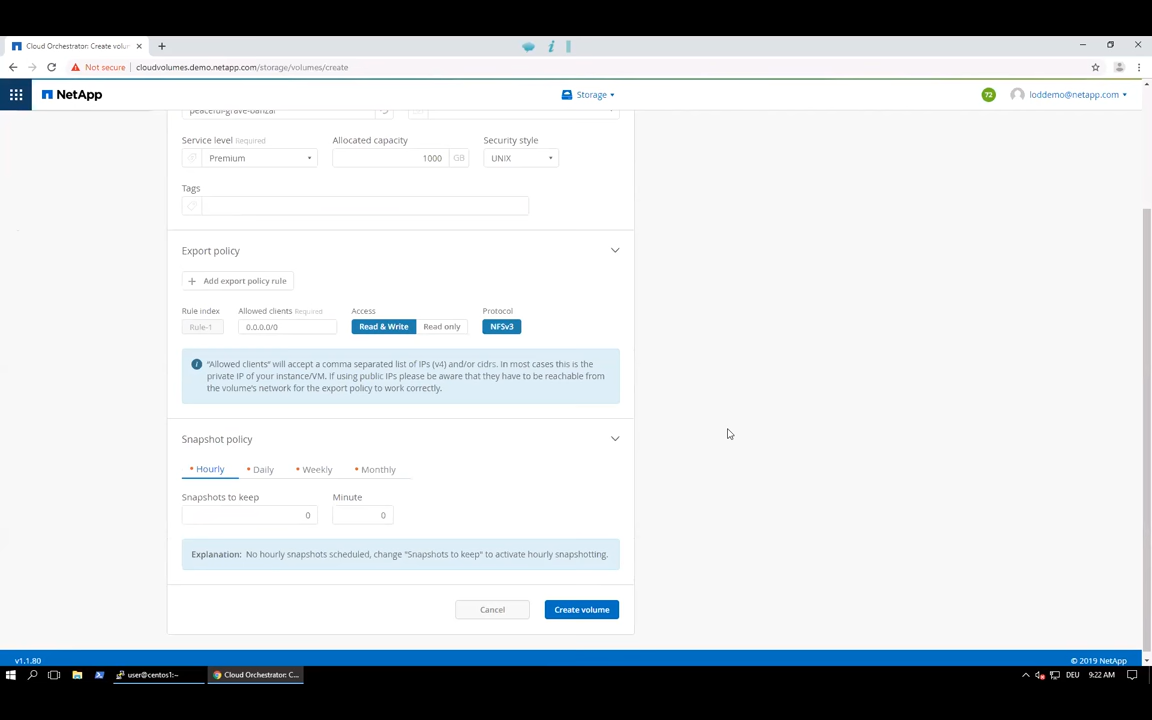 Cloud Orchestrator: Create volu
Not secure
cloudvolumes.demo.netapp.com/storage/volumes/create
NetApp
Storage
72
loddemo@netapp.com
peaceful-grave-banzai
Service level Required
Allocated capacity
Security style
Premium
1000
GB
UNIX
Tags
Export policy
Add export policy rule
Rule index
Allowed clients Required
Access
Protocol
Rule-1
0.0.0.0/0
Read & Write
Read only
NFSv3
"Allowed clients" will accept a comma separated list of IPs (v4) and/or cidrs. In most cases this is the
private IP of your instance/VM. If using public IPs please be aware that they have to be reachable from
the volume's network for the export policy to work correctly.
Snapshot policy
Hourly
Daily
Weekly
Monthly
Snapshots to keep
Minute
0
0
Explanation: No hourly snapshots scheduled, change "Snapshots to keep" to activate hourly snapshotting.
Cancel
Create volume
v1.1.80
© 2019 NetApp
user@centos1:~
Cloud Orchestrator: C...
DEU
9:22 AM